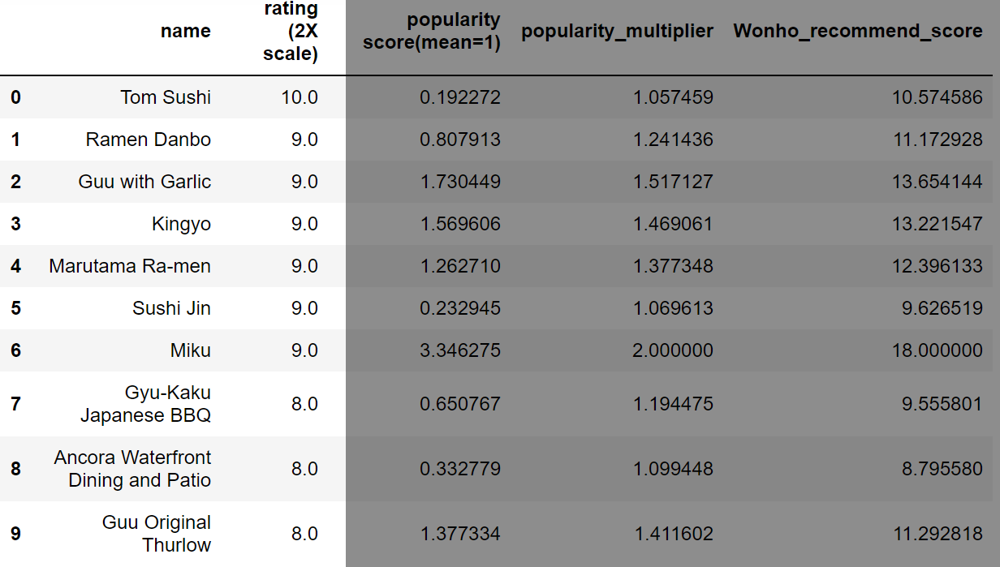 name rating (2X scale) popularity score(mean=1) popularity_multiplier Wonho_recommend_score
0 Tom Sushi 10.0 0.192272 1.057459 10.574586
1 Ramen Danbo 9.0 0.807913 1.241436 11.172928
2 Guu with Garlic 9.0 1.730449 1.517127 13.654144
3 Kingyo 9.0 1.569606 1.469061 13.221547
4 Marutama Ra-men 9.0 1.262710 1.377348 12.396133
5 Sushi Jin 9.0 0.232945 1.069613 9.626519
6 Miku 9.0 3.346275 2.000000 18.000000
7 Gyu-Kaku Japanese BBQ 8.0 0.650767 1.194475 9.555801
8 Ancora Waterfront Dining and Patio 8.0 0.332779 1.099448 8.795580
9 Guu Original Thurlow 8.0 1.377334 1.411602 11.292818